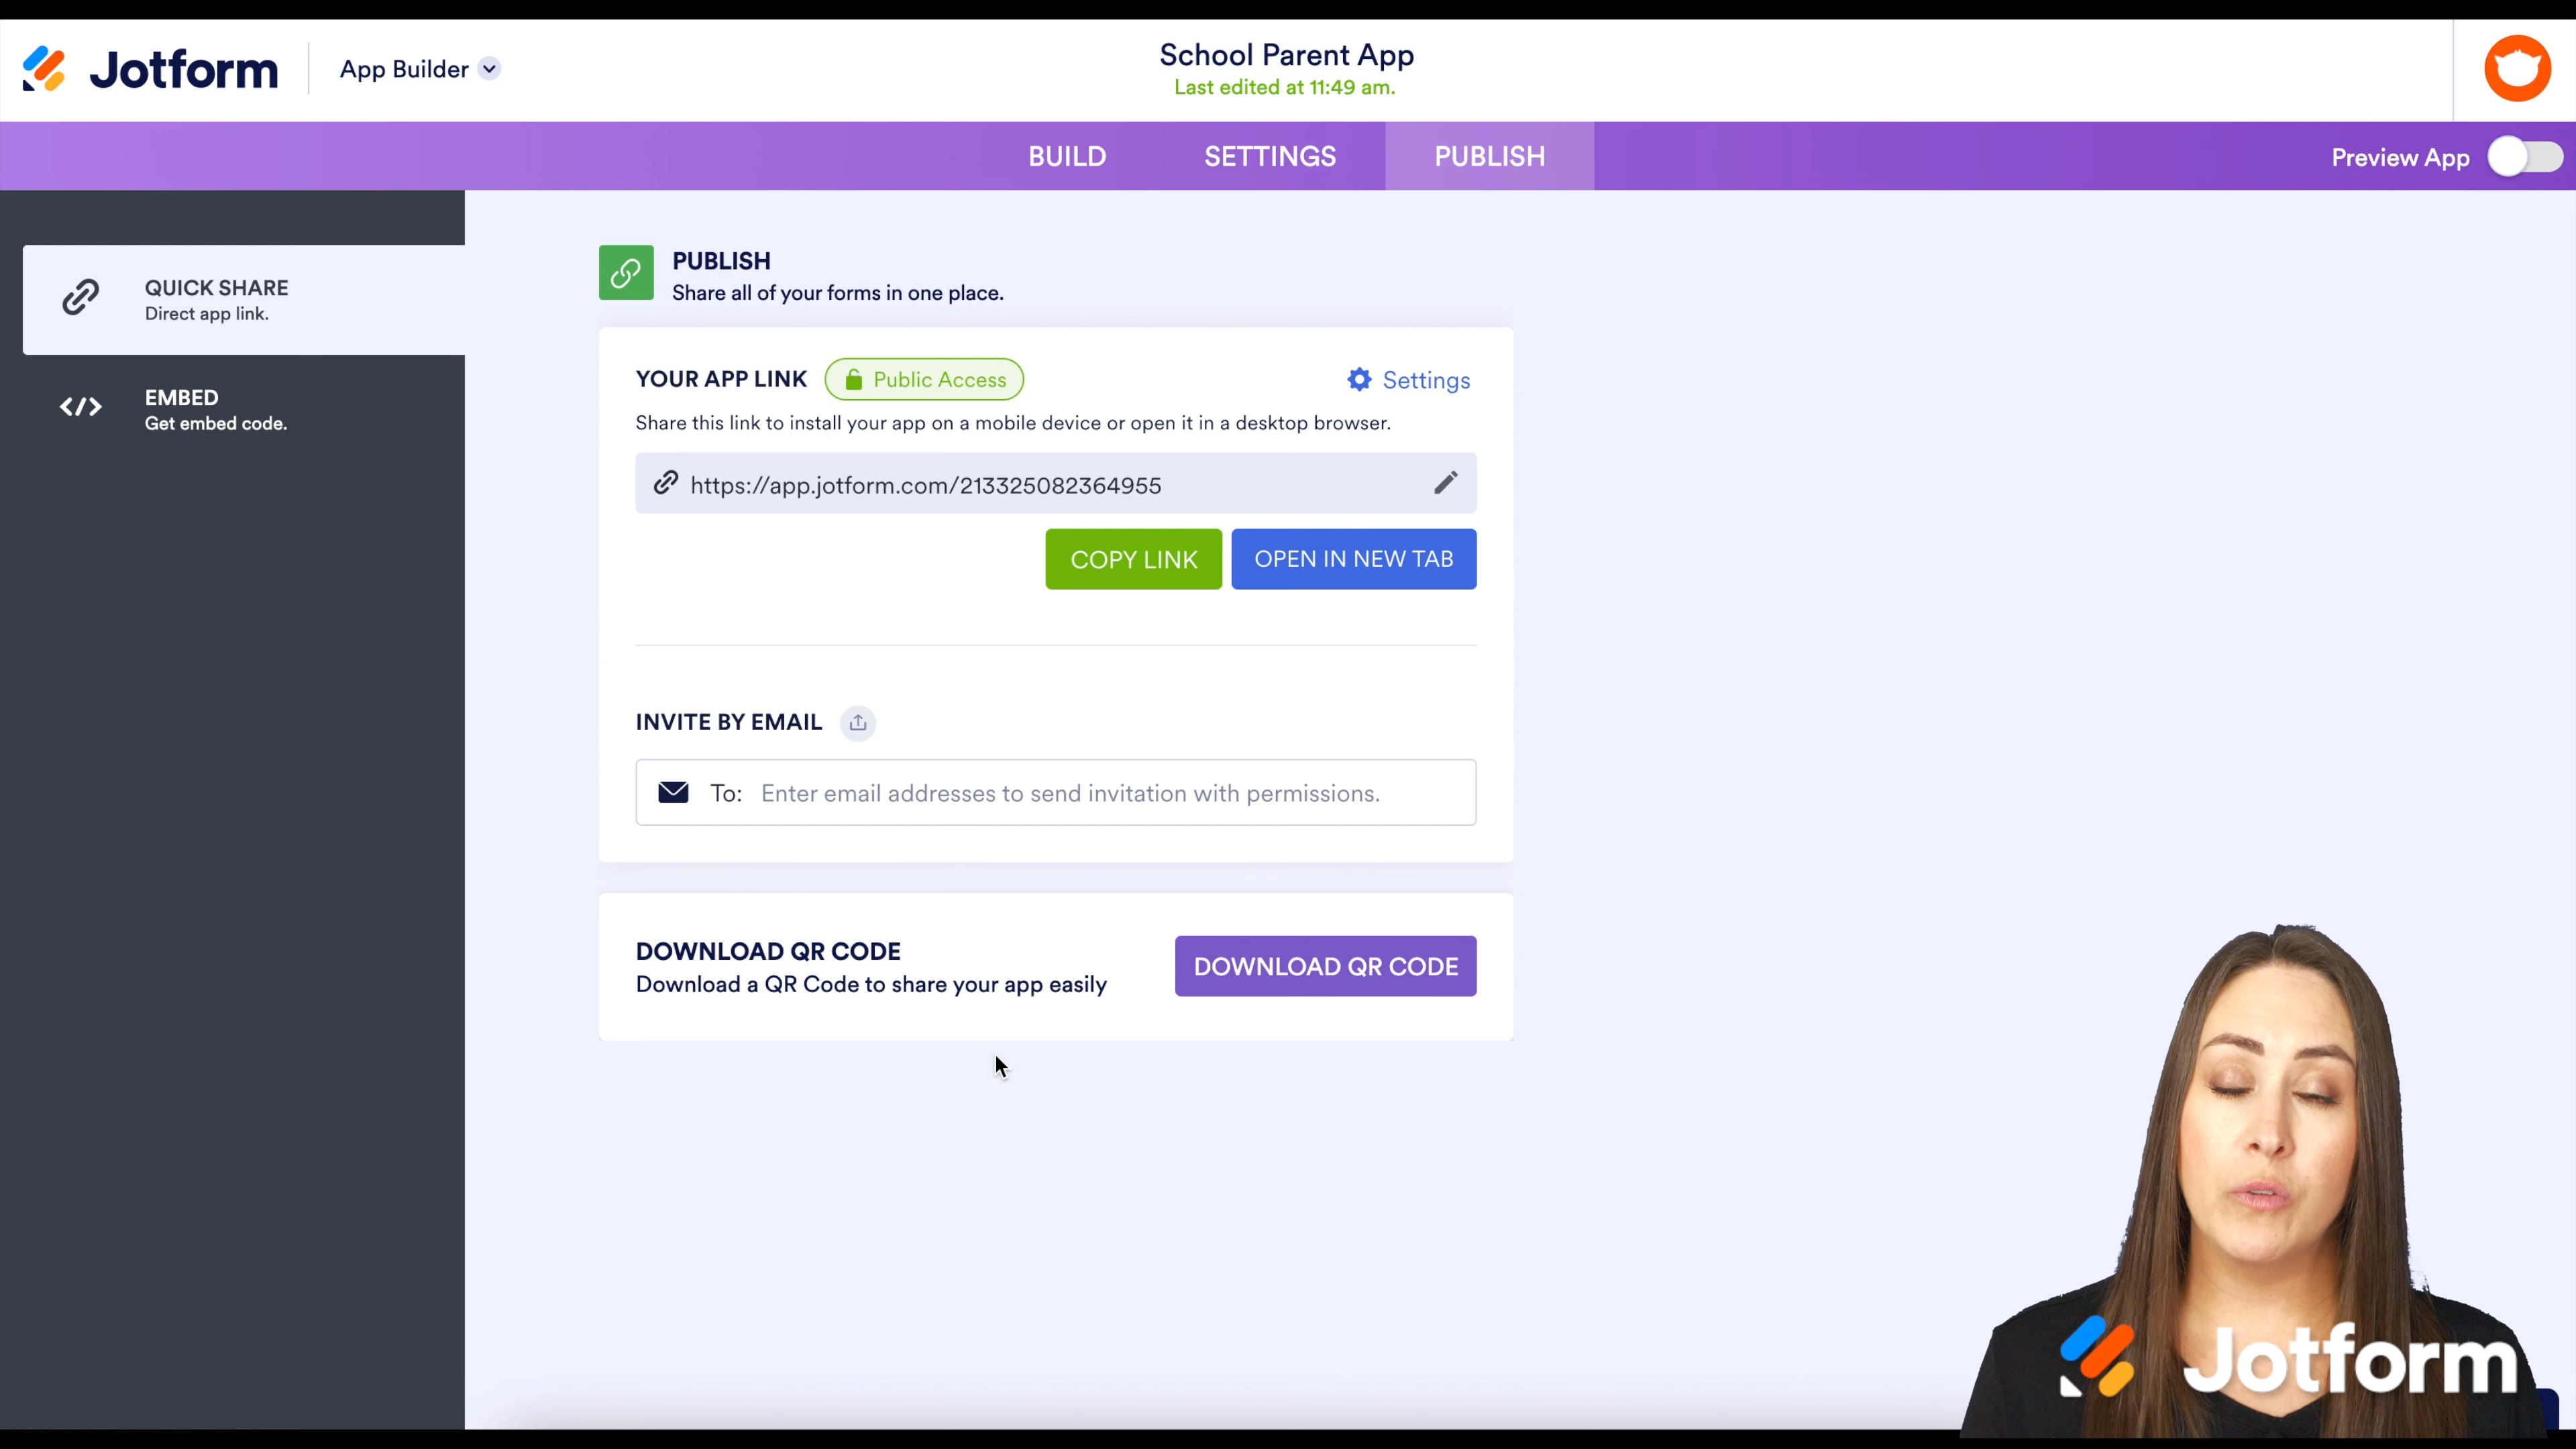 Jotform
App Builder
School Parent App
Last edited at 11:49 am.
BUILD
SETTINGS
PUBLISH
Preview App
QUICK SHARE
Direct app link.
EMBED
Get embed code.
PUBLISH
Share all of your forms in one place.
YOUR APP LINK
Public Access
Settings
Share this link to install your app on a mobile device or open it in a desktop browser.
https://app.jotform.com/213325082364955
COPY LINK
OPEN IN NEW TAB
INVITE BY EMAIL
To: Enter email addresses to send invitation with permissions.
DOWNLOAD QR CODE
Download a QR Code to share your app easily
DOWNLOAD QR CODE
Jotform